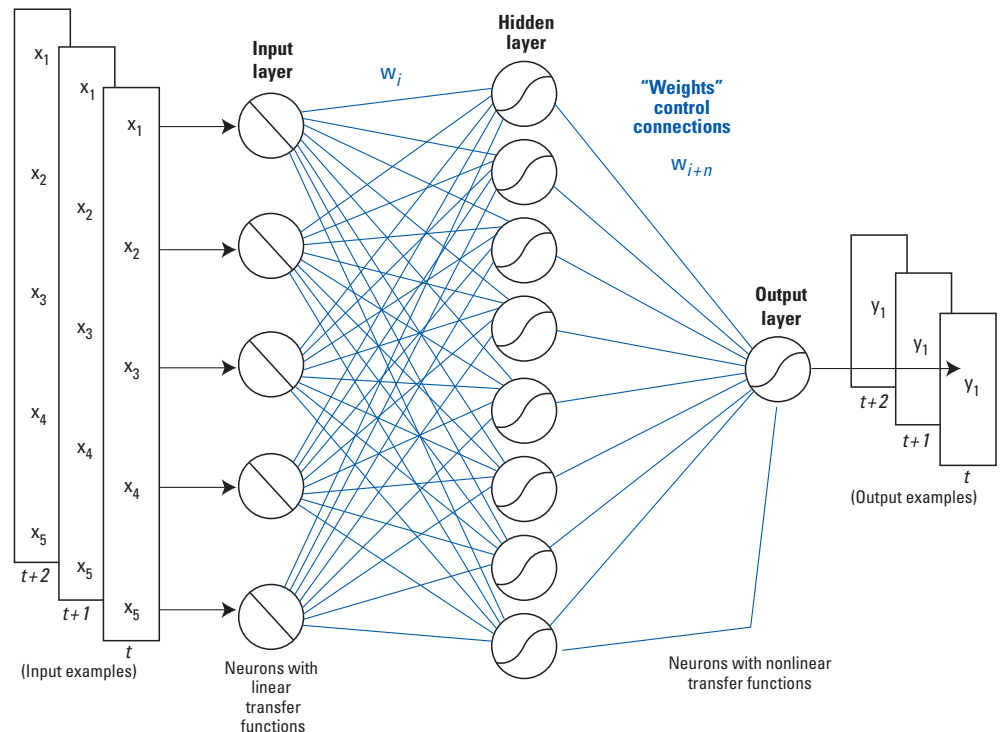 x1
x2
x3
x4
x5
t+2
x1
x2
x3
x4
x5
t+1
x1
x2
x3
x4
x5
t
(Input examples)
Input
layer
Neurons with
linear
transfer
functions
wi
Hidden
layer
"Weights"
control
connections
wi+n
Output
layer
Neurons with nonlinear
transfer functions
y1
t+2
y1
t+1
y1
t
(Output examples)